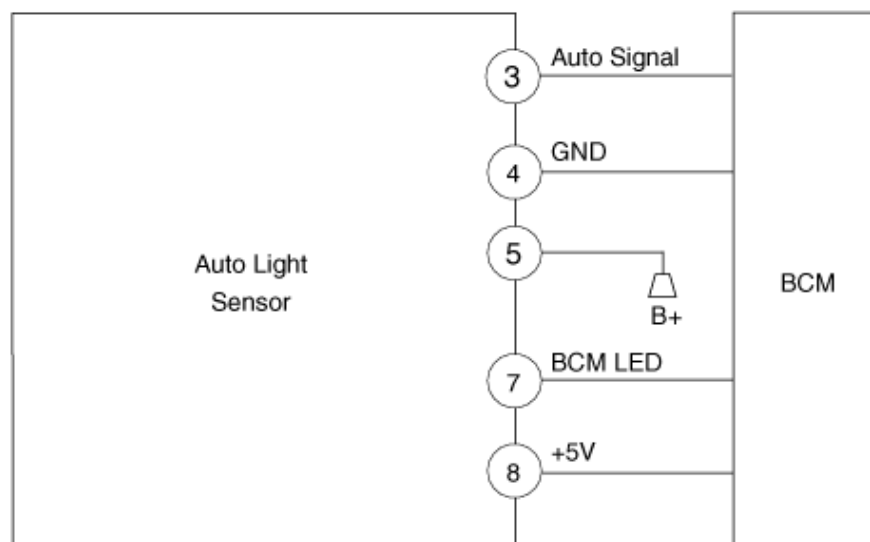 3
Auto Signal
4
GND
5
B+
Auto Light
Sensor
BCM
7
BCM LED
8
+5V